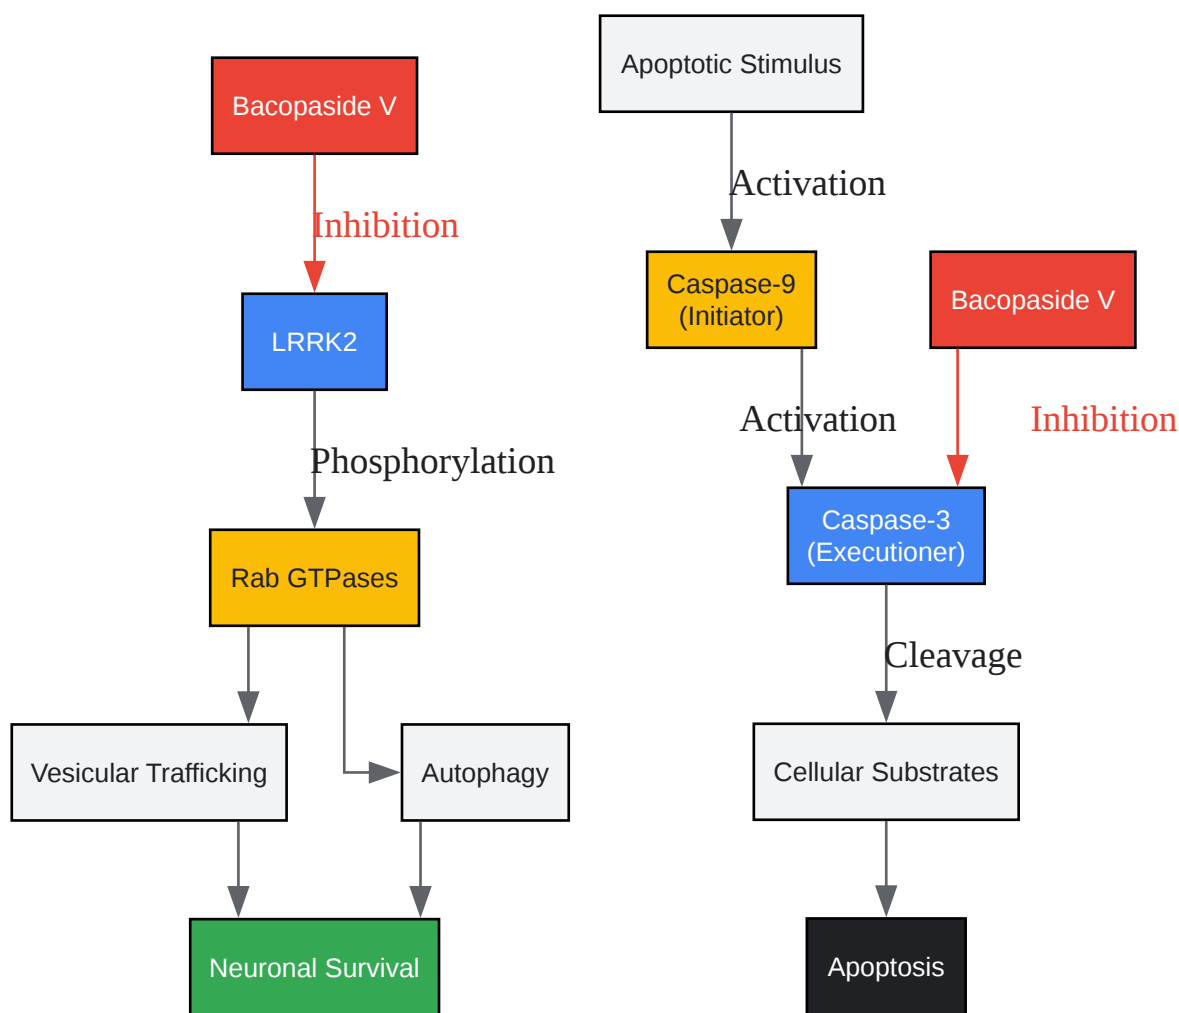 Bacopaside V
Inhibition
LRRK2
Phosphorylation
Rab GTPases
Vesicular Trafficking
Autophagy
Neuronal Survival
Apoptotic Stimulus
Activation
Caspase-9
(Initiator)
Bacopaside V
Activation
Inhibition
Caspase-3
(Executioner)
Cleavage
Cellular Substrates
Apoptosis